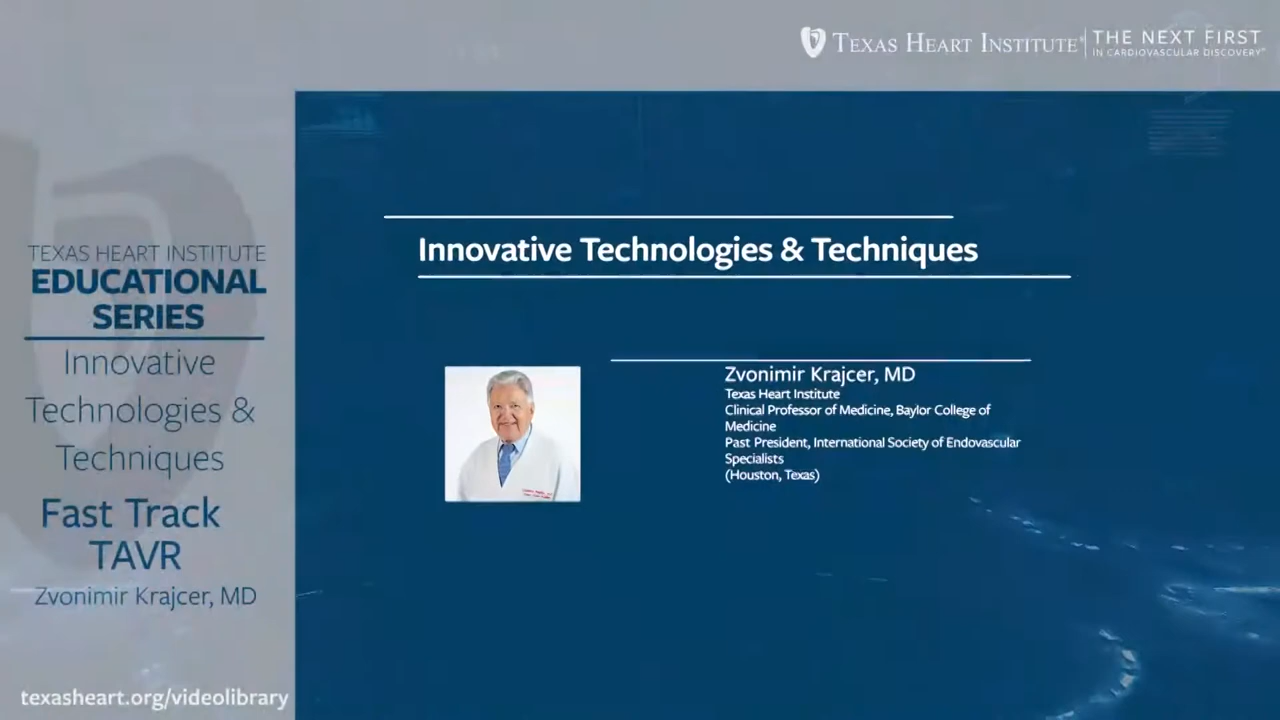 TEXAS HEART INSTITUTE® THE NEXT FIRST
IN CARDIOVASCULAR DISCOVERY®
TEXAS HEART INSTITUTE
EDUCATIONAL
SERIES
Innovative
Technologies &
Techniques
Fast Track
TAVR
Zvonimir Krajcer, MD
texasheart.org/videolibrary
Innovative Technologies & Techniques
Zvonimir Krajcer, MD
Texas Heart Institute
Clinical Professor of Medicine, Baylor College of
Medicine
Past President, International Society of Endovascular
Specialists
(Houston, Texas)